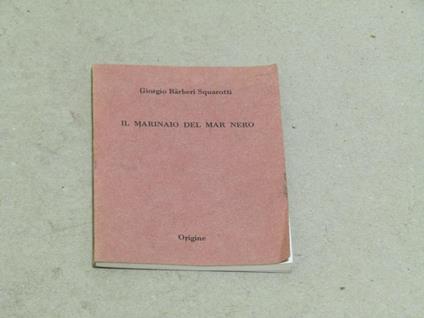 Giorgio Bàrberi Squarotti
IL MARINAIO DEL MAR NERO
Origine